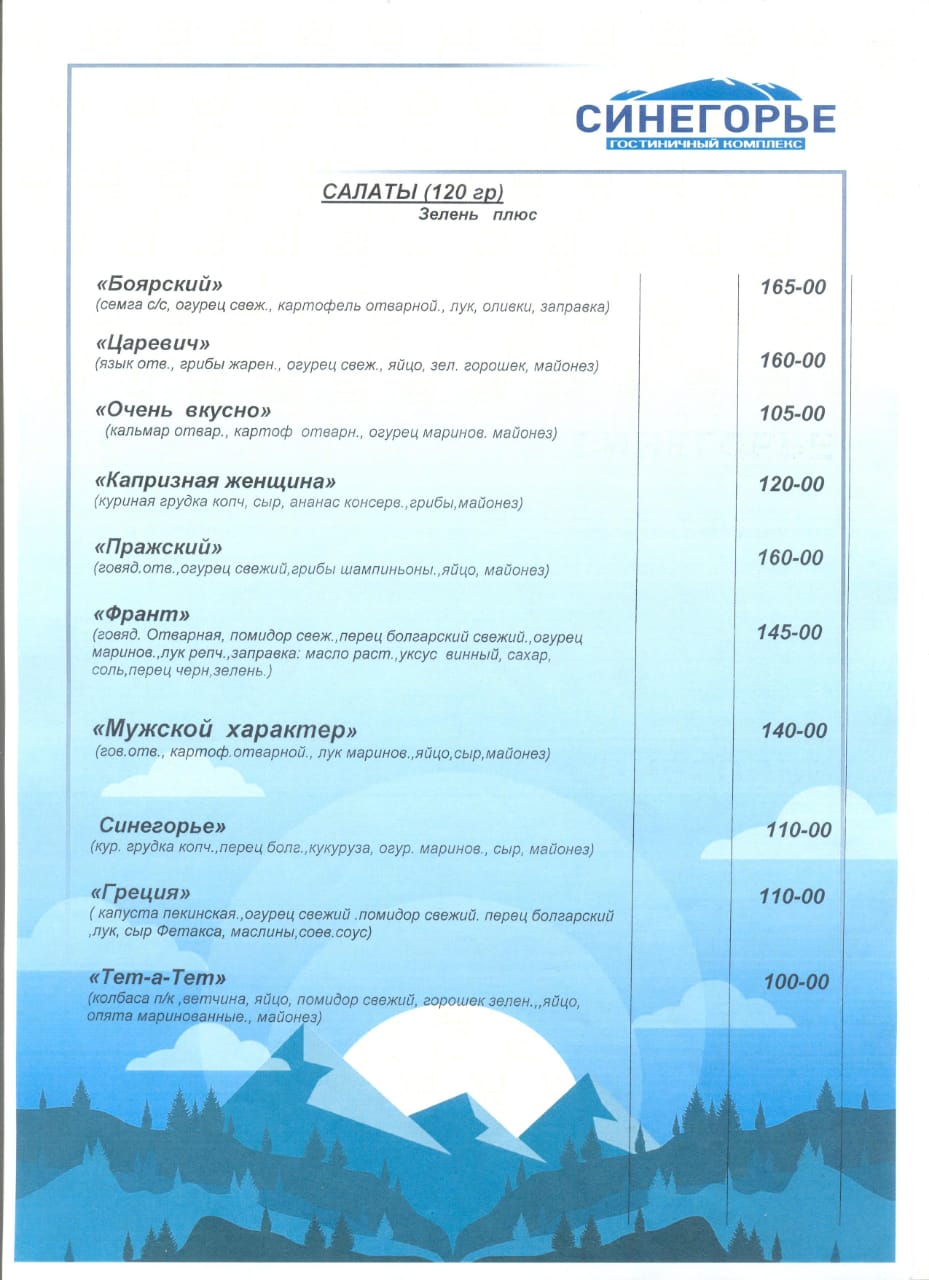 СИНЕГОРЬЕ
ГОСТИНИЧНЫЙ КОМПЛЕКС
САЛАТЫ (120 гр)
Зелень плюс
«Боярский» 165-00
(семга с/с, огурец свеж., картофель отварной., лук, оливки, заправка)
«Царевич»
(язык отв., грибы жарен., огурец свеж., яйцо, зел. горошек, майонез) 160-00
«Очень вкусно» 105-00
(кальмар отвар., картоф отварн., огурец маринов. майонез)
«Капризная женщина» 120-00
(куриная грудка копч, сыр, ананас консерв.,грибы,майонез)
«Пражский» 160-00
(говяд.отв.,огурец свежий,грибы шампиньоны.,яйцо, майонез)
«Франт»
(говяд. Отварная, помидор свеж.,перец болгарский свежий.,огурец 145-00
маринов.,лук репч.,заправка: масло раст.,уксус винный, сахар,
соль,перец черн,зелень.)
«Мужской характер» 140-00
(гов.отв., картоф.отварной., лук маринов.,яйцо,сыр,майонез)
Синегорье» 110-00
(кур. грудка копч.,перец болг.,кукуруза, огур. маринов., сыр, майонез)
«Греция» 110-00
( капуста пекинская.,огурец свежий .помидор свежий. перец болгарский
,лук, сыр Фетакса, маслины,соев.соус)
«Тет-а-Тет» 100-00
(колбаса п/к ,ветчина, яйцо, помидор свежий, горошек зелен.,,яйцо,
опята маринованные., майонез)